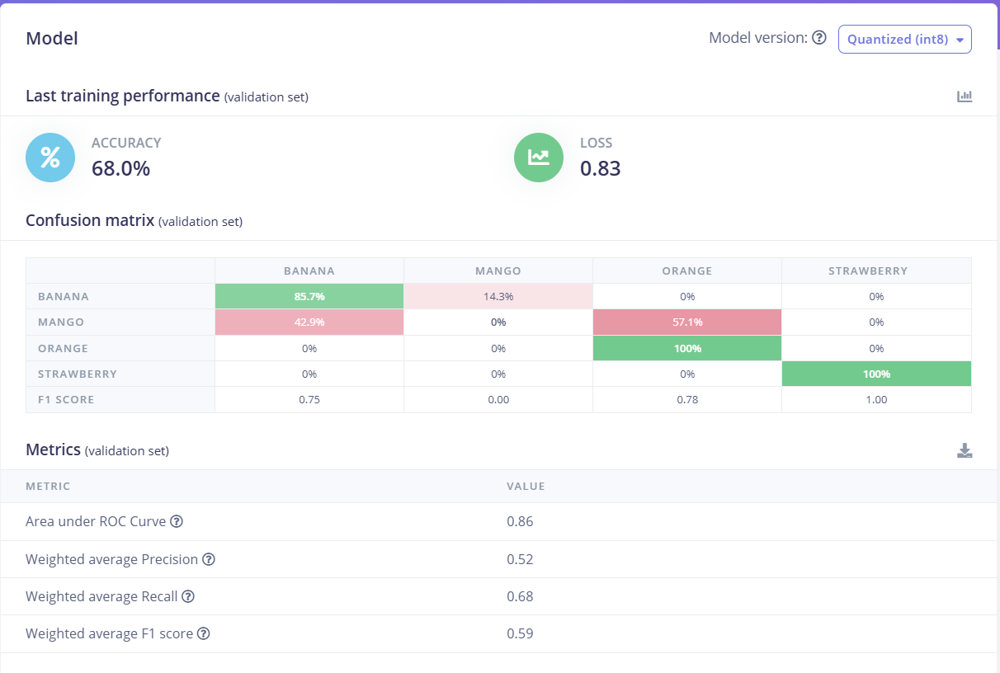 Model
Model version: Quantized (int8)
Last training performance (validation set)
% ACCURACY LOSS
68.0% 0.83
Confusion matrix (validation set)
BANANA MANGO ORANGE STRAWBERRY
BANANA 85.7% 14.3% 0% 0%
MANGO 42.9% 0% 57.1% 0%
ORANGE 0% 0% 100% 0%
STRAWBERRY 0% 0% 0% 100%
F1 SCORE 0.75 0.00 0.78 1.00
Metrics (validation set)
METRIC VALUE
Area under ROC Curve ? 0.86
Weighted average Precision ? 0.52
Weighted average Recall ? 0.68
Weighted average F1 score ? 0.59